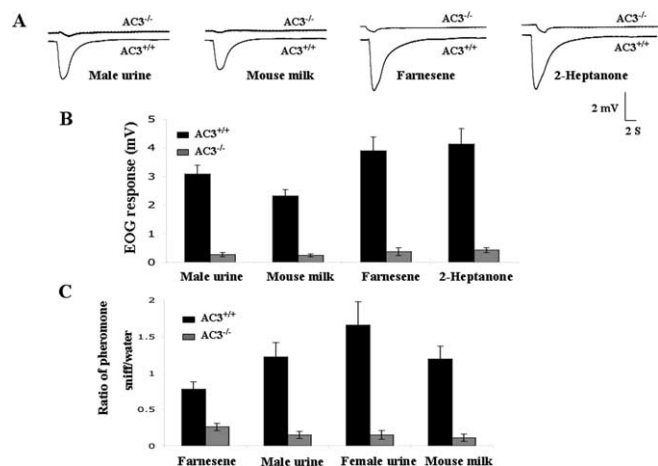 A
AC3-/- AC3-/- AC3-/- AC3-/-
AC3+/+ AC3+/+ AC3+/+ AC3+/+
Male urine Mouse milk Farnesene 2-Heptanone
2 mV
2 S
B
EOG response (mV)
5
4
3
2
1
0
AC3+/+
AC3-/-
Male urine Mouse milk Farnesene 2-Heptanone
C
Ratio of pheromone
sniff/water
2
1.5
1
0.5
0
AC3+/+
AC3-/-
Farnesene Male urine Female urine Mouse milk